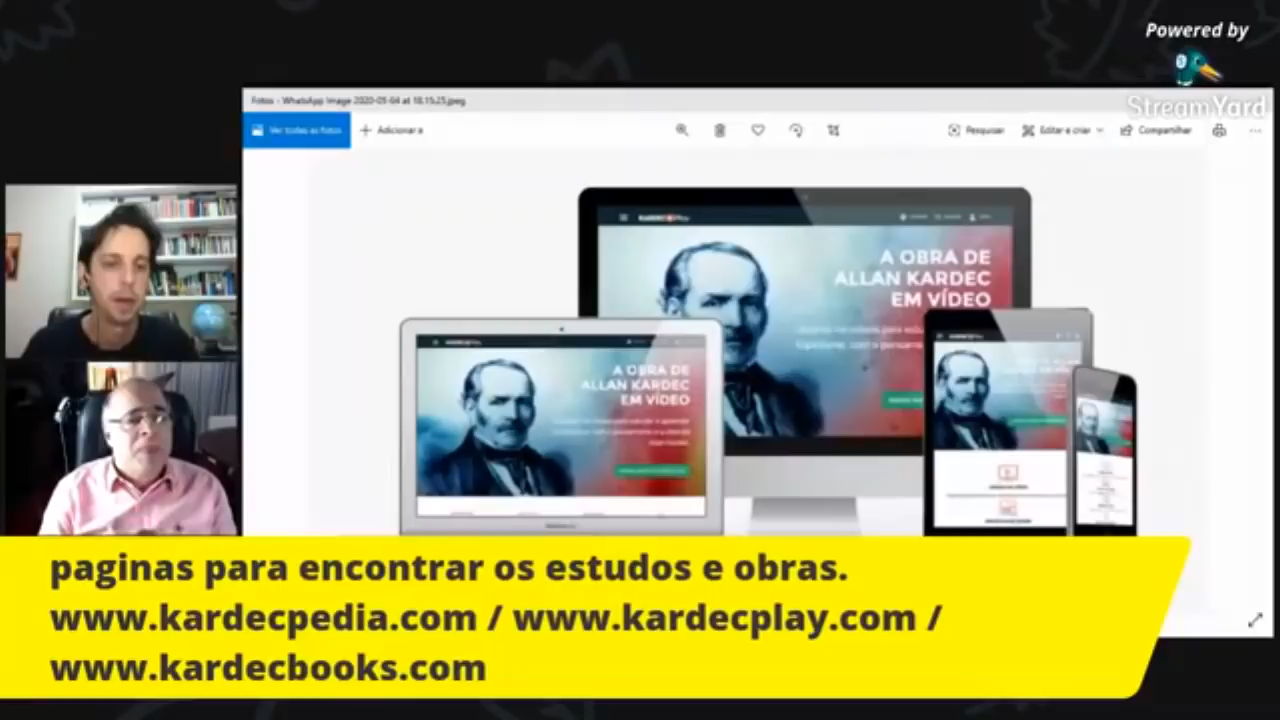 Powered by
StreamYard
Fotos - WhatsApp Image 2020-05-04 at 18.15.25.jpeg
Ver todas as fotos
Adicionar a
Pesquisar
Editar e criar
Compartilhar
A OBRA DE
ALLAN KARDEC
EM VÍDEO
A OBRA DE
ALLAN KARDEC
EM VÍDEO
paginas para encontrar os estudos e obras.
www.kardecpedia.com / www.kardecplay.com /
www.kardecbooks.com